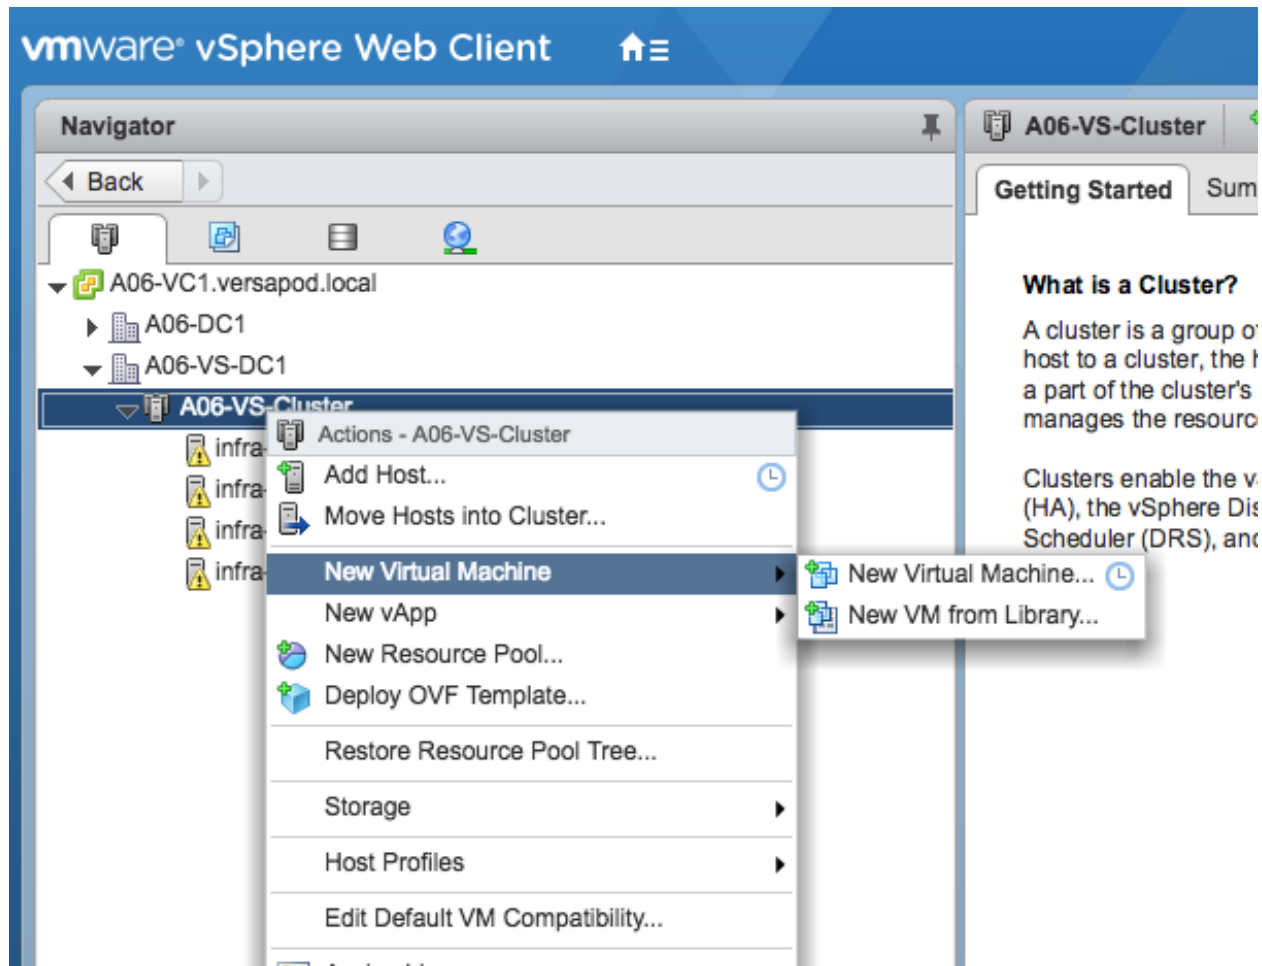 vmware® vSphere Web Client
Navigator
Back
A06-VC1.versapod.local
A06-DC1
A06-VS-DC1
A06-VS-Cluster
infra-
infra-
infra-
infra-
Actions - A06-VS-Cluster
Add Host...
Move Hosts into Cluster...
New Virtual Machine
New vApp
New Resource Pool...
Deploy OVF Template...
Restore Resource Pool Tree...
Storage
Host Profiles
Edit Default VM Compatibility...
New Virtual Machine...
New VM from Library...
A06-VS-Cluster
Getting Started Sum
What is a Cluster?
A cluster is a group
host to a cluster, the
a part of the cluster's
manages the
Clusters enable the
(HA), the vSphere
Scheduler (DRS),